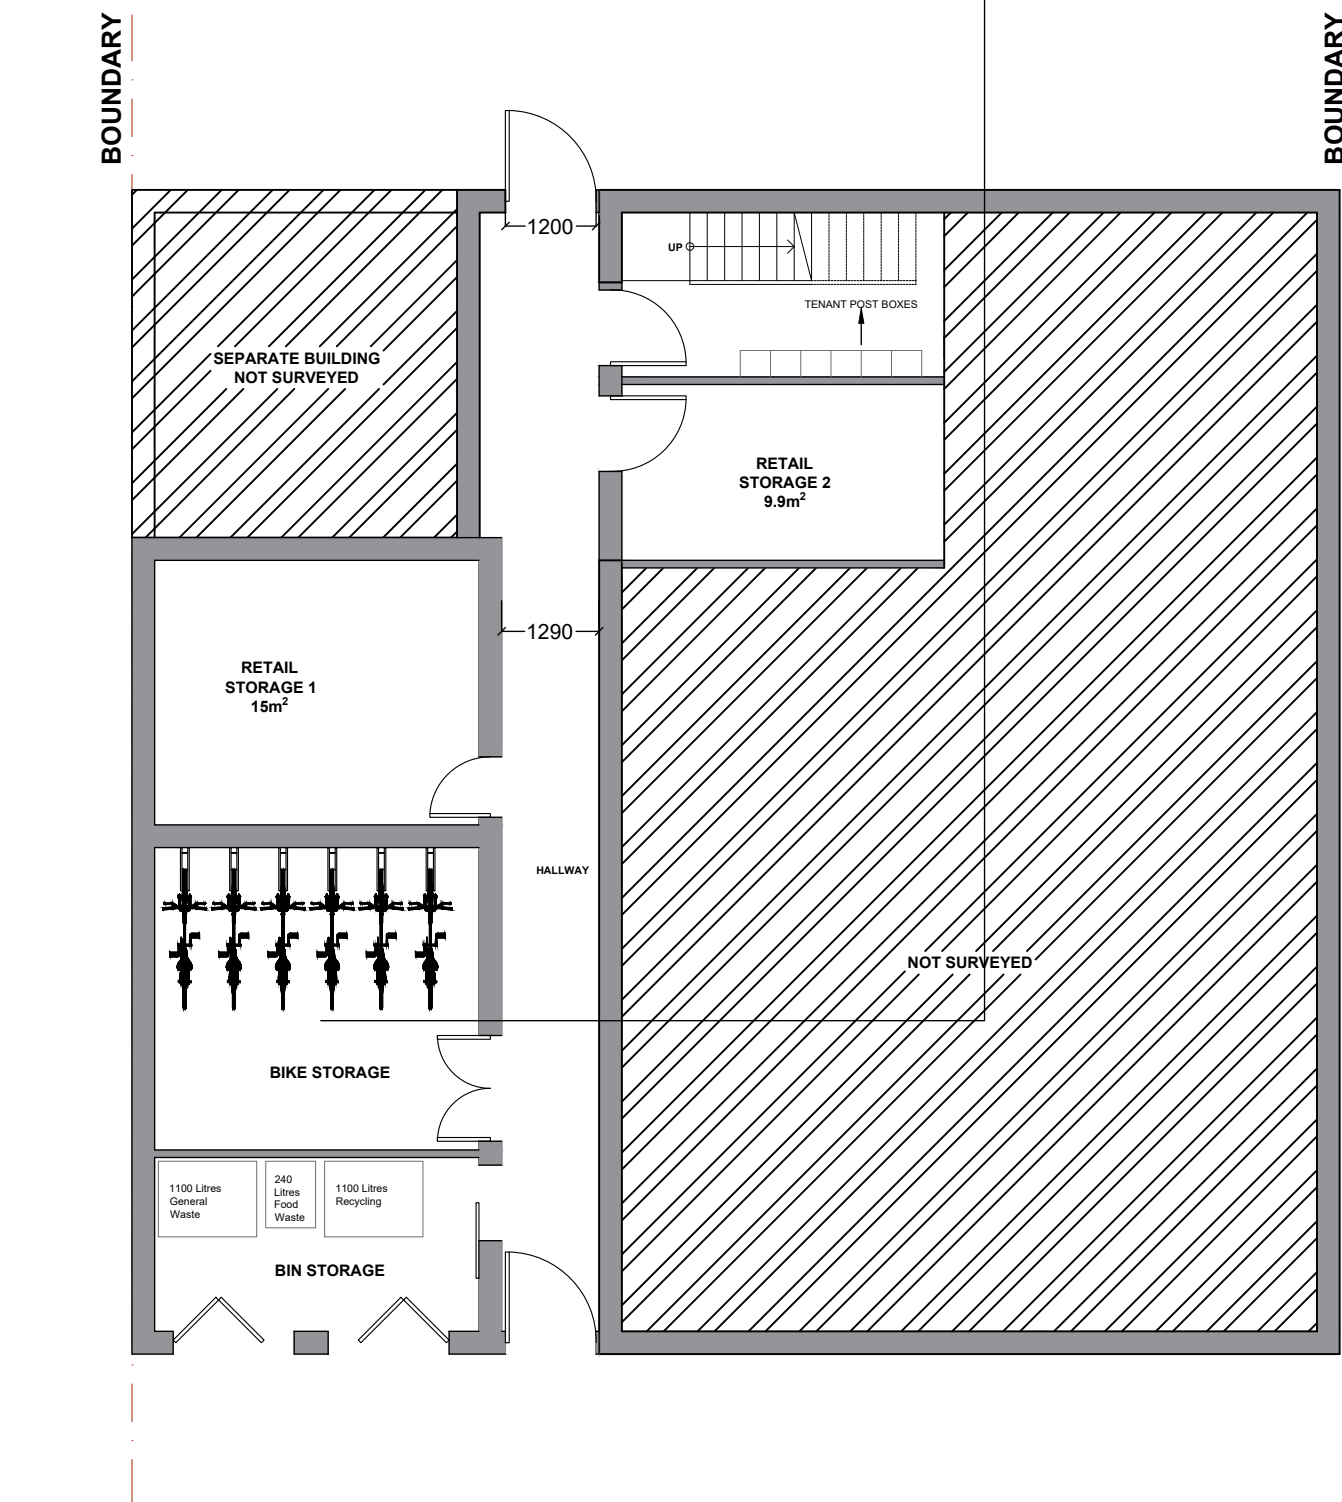 BOUNDARY
BOUNDARY
1200
UP
TENANT POST BOXES
SEPARATE BUILDING
NOT SURVEYED
RETAIL
STORAGE 2
9.9m²
1290
RETAIL
STORAGE 1
15m²
HALLWAY
NOT SURVEYED
BIKE STORAGE
1100 Litres
General
Waste
240
Litres
Food
Waste
1100 Litres
Recycling
BIN STORAGE